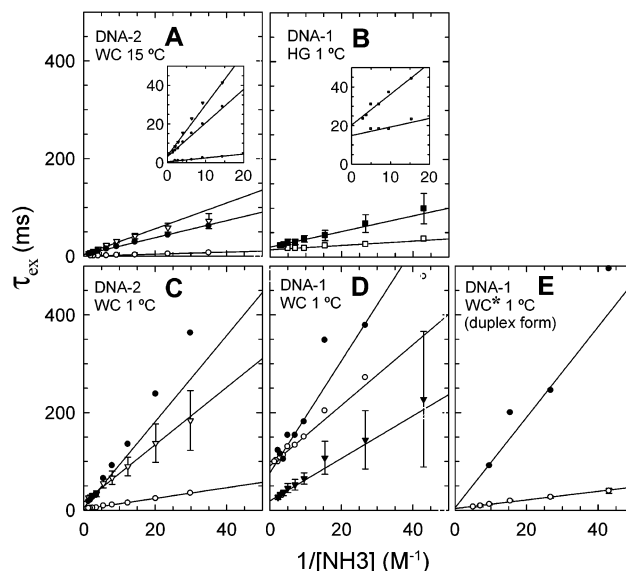 500
DNA-2
WC 15 ºC
A
DNA-1
HG 1 ºC
B
40
20
0
0 10 20
40
20
0
0 10 20
400
200
0
τex (ms)
DNA-2
WC 1 ºC
C
DNA-1
WC 1 ºC
D
DNA-1
WC* 1 ºC
(duplex form)
E
400
200
0
0 20 40
0 20 40
0 20 40
1/[NH3] (M-1)